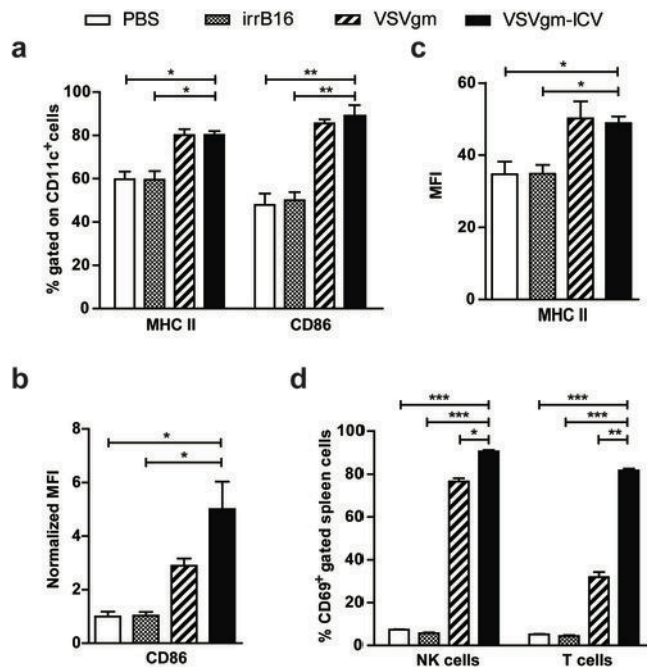 PBS irrB16 VSVgm VSVgm-ICV
a
% gated on CD11c⁺cells
100
80
60
40
20
0
* **
* **
MHC II CD86
c
MFI
60
40
20
0
*
*
MHC II
b
Normalized MFI
8
6
4
2
0
*
*
CD86
d
% CD69⁺ gated spleen cells
100
80
60
40
20
0
*** ***
*** ***
* **
NK cells T cells